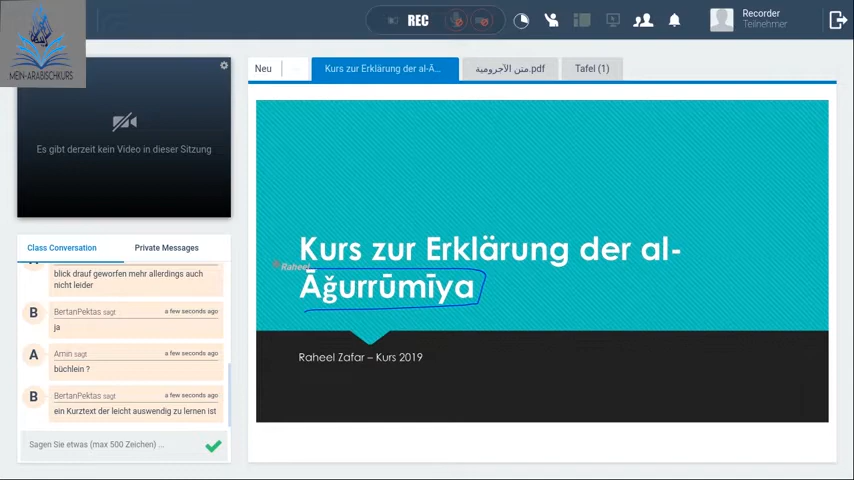 MEIN-ARABISCHKURS
REC
Recorder
Teilnehmer
Neu
Kurs zur Erklärung der al-Ā...
متن الآجرومية.pdf
Tafel (1)
Es gibt derzeit kein Video in dieser Sitzung
Class Conversation
Private Messages
blick drauf geworfen mehr allerdings auch
nicht leider
B
BertanPektas sagt
a few seconds ago
ja
A
Amin sagt
a few seconds ago
büchlein ?
B
BertanPektas sagt
a few seconds ago
ein Kurztext der leicht auswendig zu lernen ist
Sagen Sie etwas (max 500 Zeichen) ...
Kurs zur Erklärung der al-
Raheel
Āǧurrūmīya
Raheel Zafar – Kurs 2019